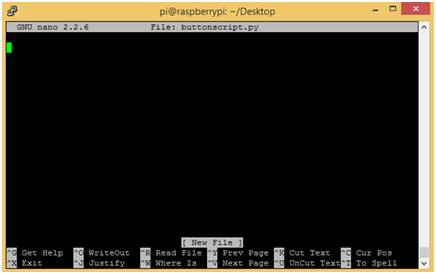 pi@raspberrypi: ~/Desktop
GNU nano 2.2.6 File: buttonscript.py
[ New File ]
^G Get Help ^O WriteOut ^R Read File ^Y Prev Page ^K Cut Text ^C Cur Pos
^X Exit ^J Justify ^W Where Is ^V Next Page ^U UnCut Text ^T To Spell